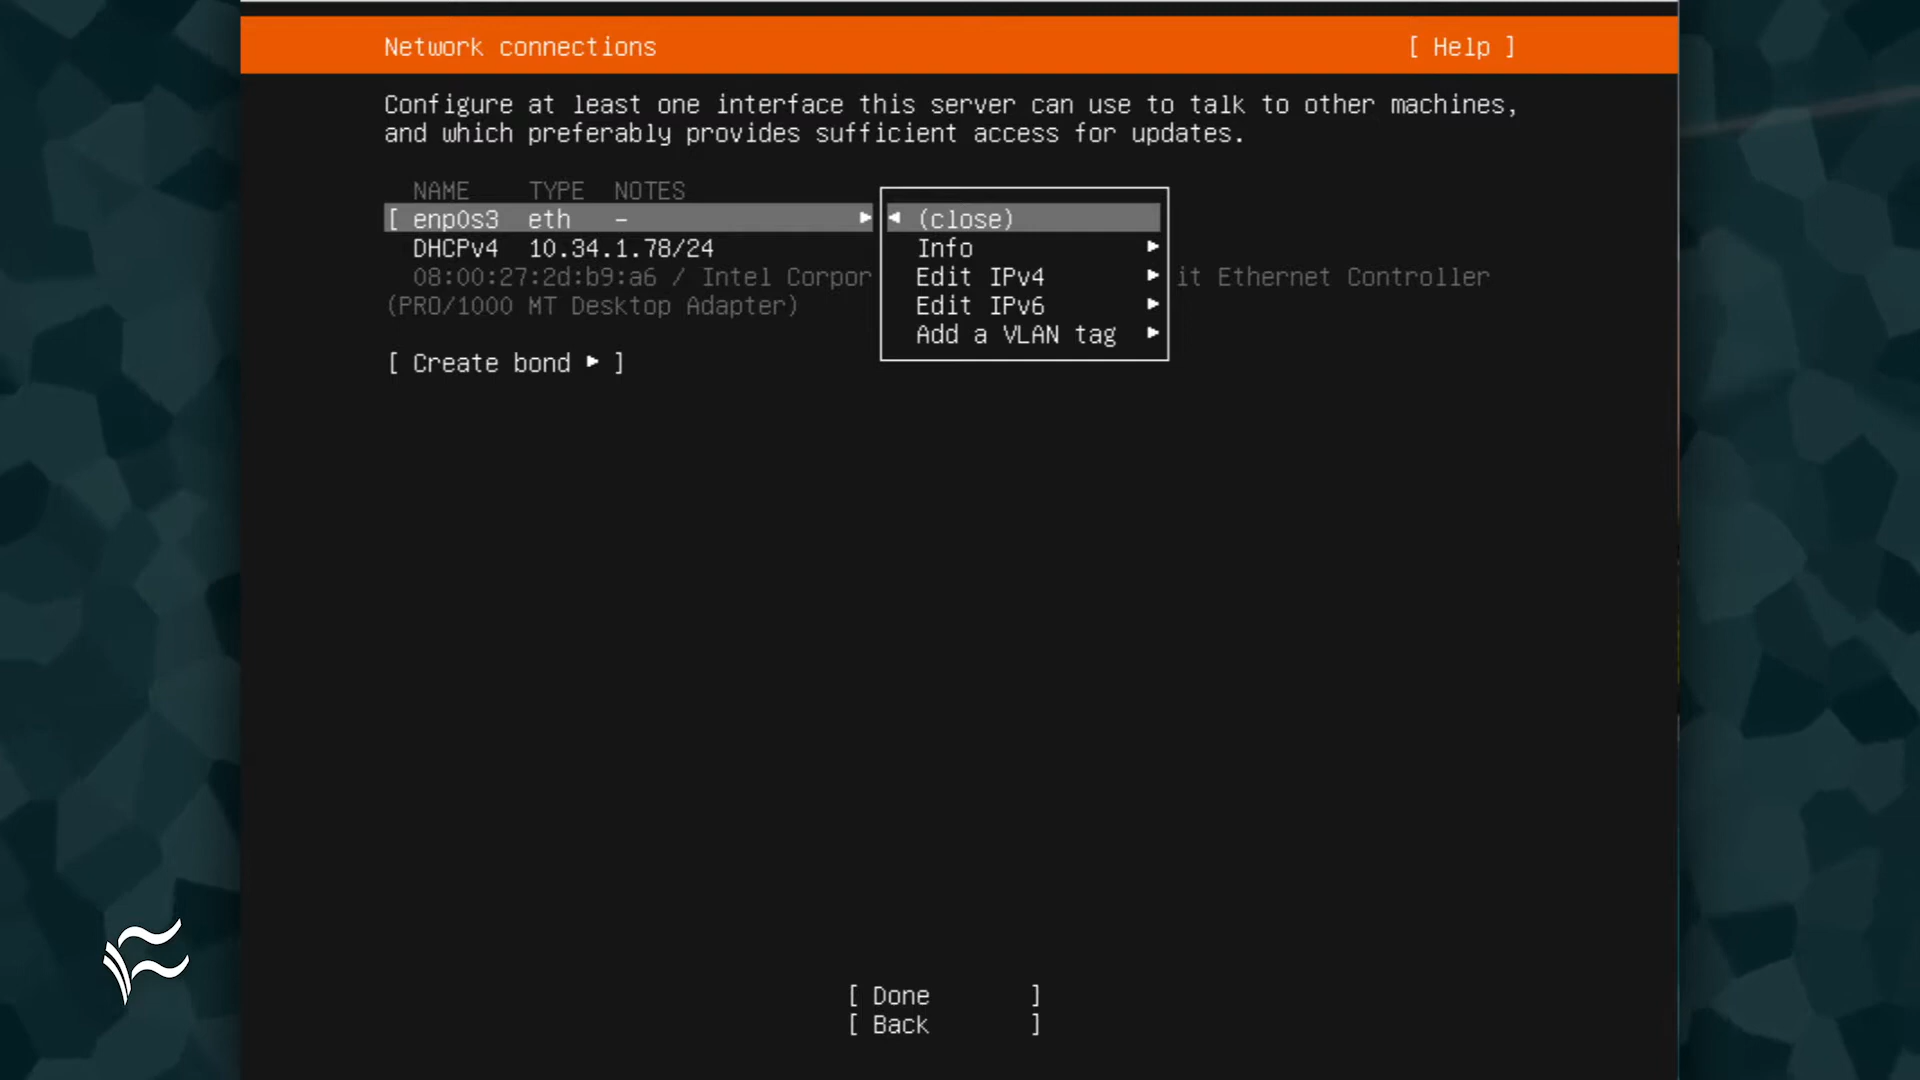 Network connections [ Help ]
Configure at least one interface this server can use to talk to other machines,
and which preferably provides sufficient access for updates.
NAME TYPE NOTES
[ enp0s3 eth - ▸ ◂ (close)
DHCPv4 10.34.1.78/24 Info ▸
08:00:27:2d:b9:a6 / Intel Corpor Edit IPv4 ▸ it Ethernet Controller
(PRO/1000 MT Desktop Adapter) Edit IPv6 ▸
Add a VLAN tag ▸
[ Create bond ▸ ]
[ Done ]
[ Back ]